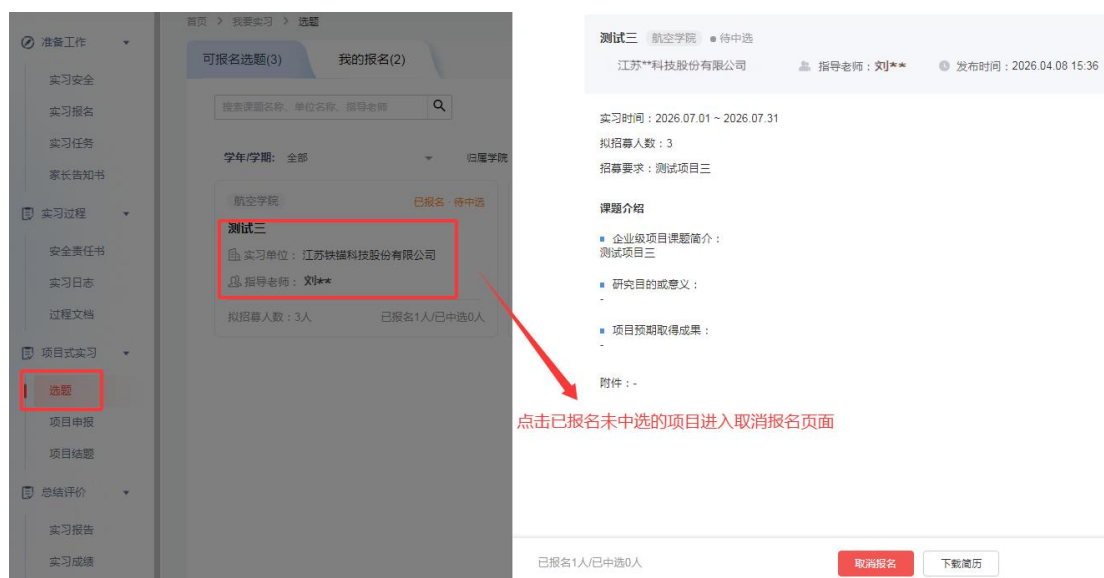 首页 > 我要实习 > 选题
准备工作
实习安全
实习报名
实习任务
家长告知书
实习过程
安全责任书
实习日志
过程文档
项目式实习
选题
项目申报
项目结题
总结评价
实习报告
实习成绩
可报名选题(3) 我的报名(2)
搜索课题名称、单位名称、指导老师
学年/学期: 全部 归属学院
航空学院 已报名 待中选
测试三
实习单位：江苏铁锚科技股份有限公司
指导老师：刘**
拟招募人数：3人 已报名1人/已中选0人
测试三 航空学院 待中选
江苏**科技股份有限公司 指导老师：刘** 发布时间：2026.04.08 15:36
实习时间：2026.07.01 ~ 2026.07.31
拟招募人数：3
招募要求：测试项目三
课题介绍
企业级项目课题简介：
测试项目三
研究目的或意义：
-
项目预期取得成果：
-
附件：-
点击已报名未中选的项目进入取消报名页面
已报名1人/已中选0人 取消报名 下载简历